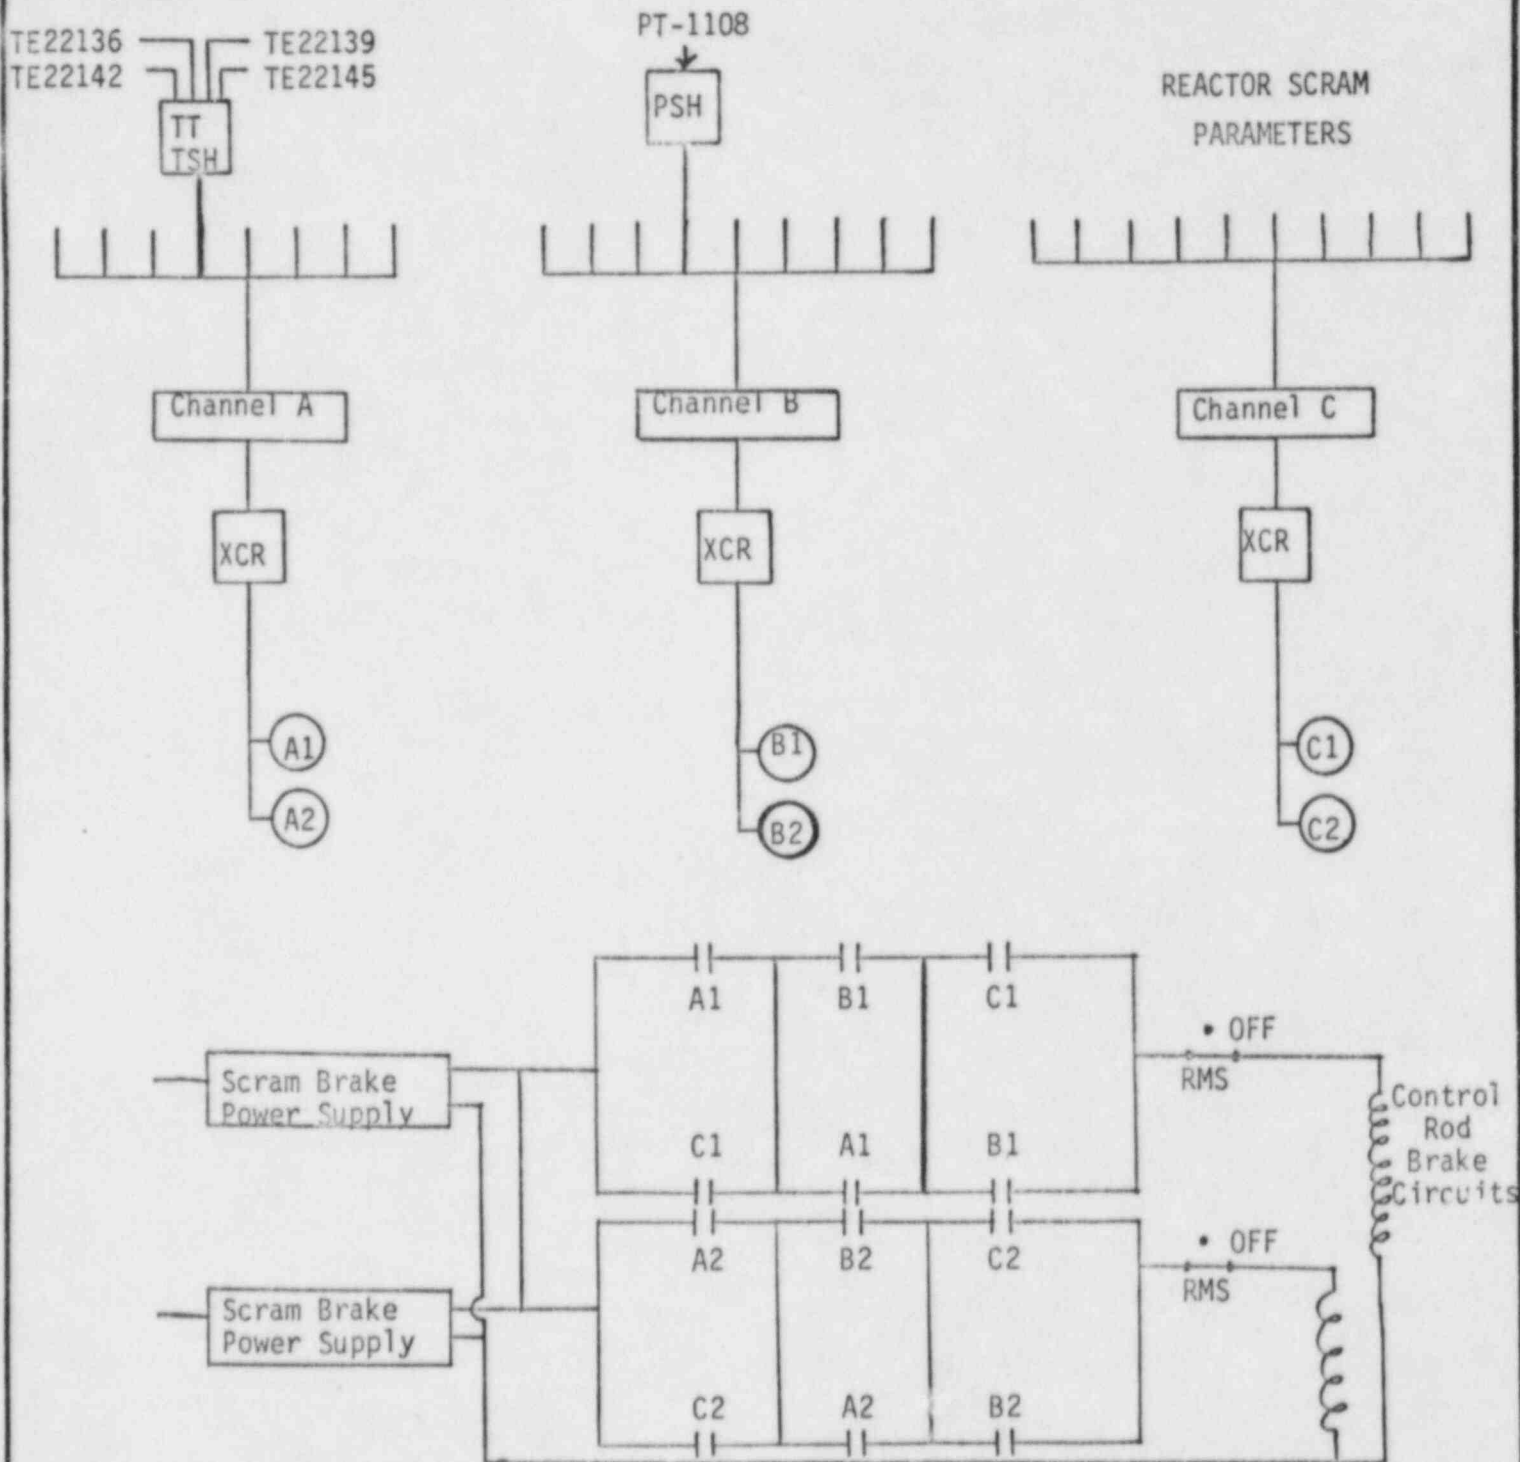 TE22136
TE22139
TE22142
TE22145
TT
TSH
PT-1108
PSH
REACTOR SCRAM
PARAMETERS
Channel A
Channel B
Channel C
XCR
XCR
XCR
A1
B1
C1
A2
B2
C2
A1
B1
C1
OFF
RMS
Scram Brake
Power Supply
Control
Rod
Brake
Circuits
C1
A1
B1
A2
B2
C2
OFF
RMS
Scram Brake
Power Supply
C2
A2
B2